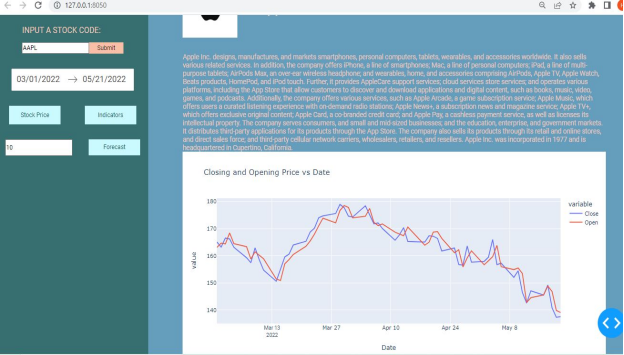 127.0.0.1:8050
INPUT A STOCK CODE:
AAPL
Submit
03/01/2022 → 05/21/2022
Stock Price
Indicators
10
Forecast
Apple Inc. designs, manufactures, and markets smartphones, personal computers, tablets, wearables, and accessories worldwide. It also sells
various related services. In addition, the company offers iPhone, a line of smartphones; Mac, a line of personal computers; iPad, a line of multi-
purpose tablets; AirPods Max, an over-ear wireless headphone; and wearables, home, and accessories comprising AirPods, Apple TV, Apple Watch,
Beats products, HomePod, and iPod touch. Further, it provides AppleCare support services; cloud services store services; and operates various
platforms, including the App Store that allow customers to discover and download applications and digital content, such as books, music, video,
games, and podcasts. Additionally, the company offers various services, such as Apple Arcade, a game subscription service; Apple Music, which
offers users a curated listening experience with on-demand radio stations; Apple News+, a subscription news and magazine service; Apple TV+,
which offers exclusive original content; Apple Card, a co-branded credit card; and Apple Pay, a cashless payment service, as well as licenses its
intellectual property. The company serves consumers, and small and mid-sized businesses; and the education, enterprise, and government markets.
It distributes third-party applications for its products through the App Store. The company also sells its products through its retail and online stores,
and direct sales force; and third-party cellular network carriers, wholesalers, retailers, and resellers. Apple Inc. was incorporated in 1977 and is
headquartered in Cupertino, California.
Closing and Opening Price vs Date
variable
Close
Open
value
180
170
160
150
140
Mar 13
2022
Mar 27
Apr 10
Apr 24
May 8
Date